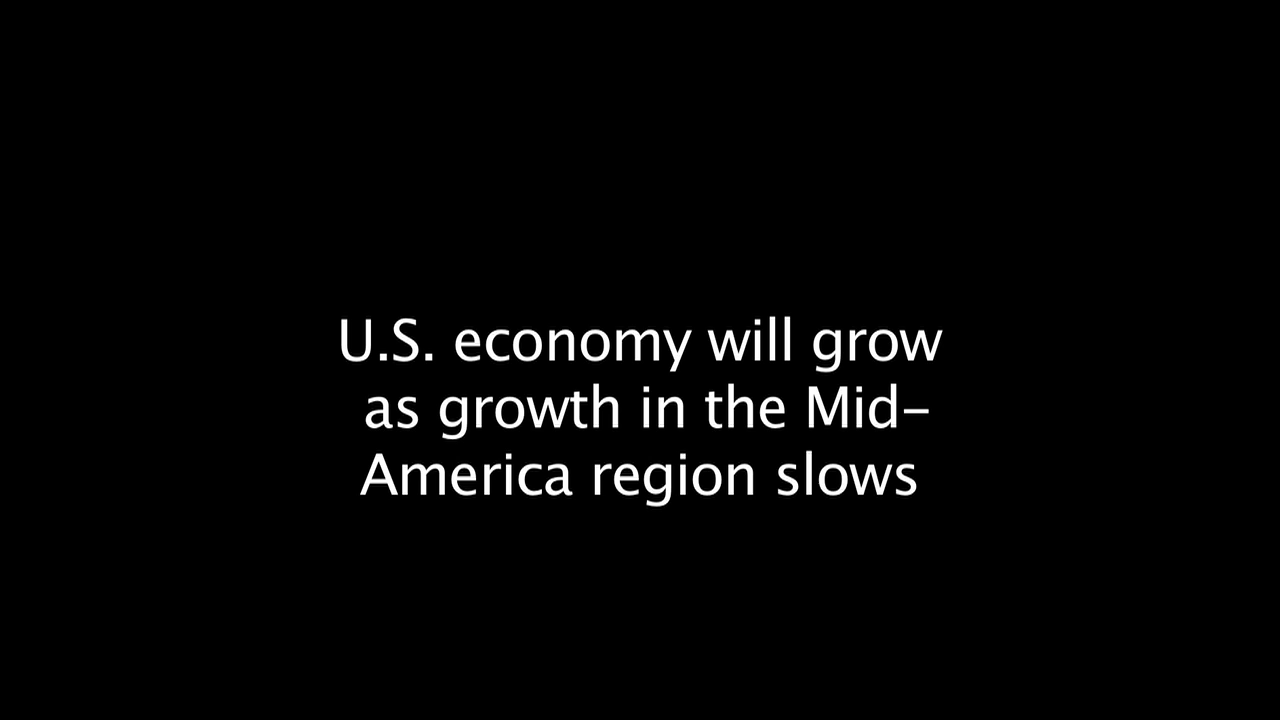 U.S. economy will grow
as growth in the Mid-
America region slows